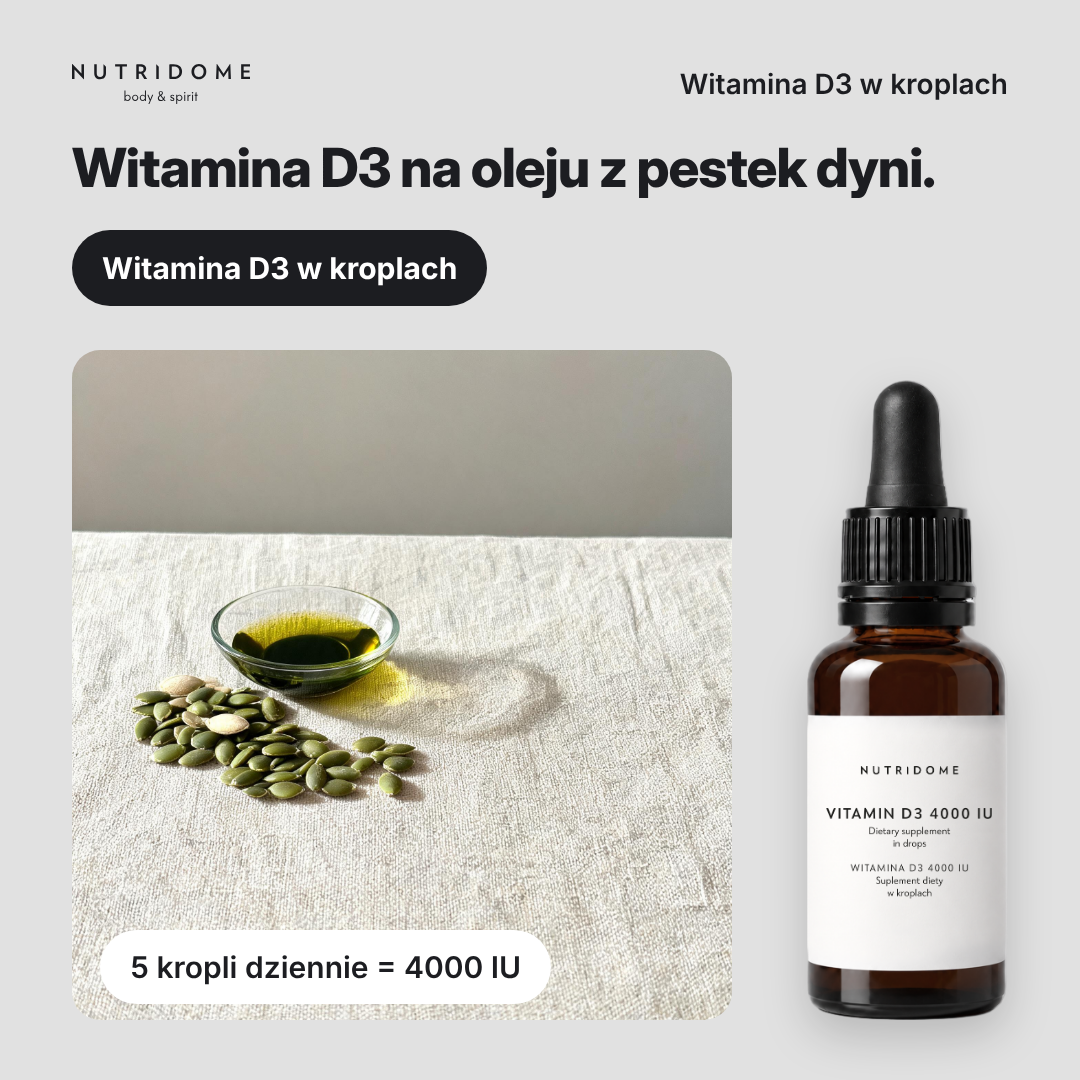 NUTRIDOME
body & spirit
Witamina D3 w kroplach
Witamina D3 na oleju z pestek dyni.
Witamina D3 w kroplach
5 kropli dziennie = 4000 IU
NUTRIDOME
VITAMIN D3 4000 IU
Dietary supplement
in drops
WITAMINA D3 4000 IU
Suplement diety
w kroplach